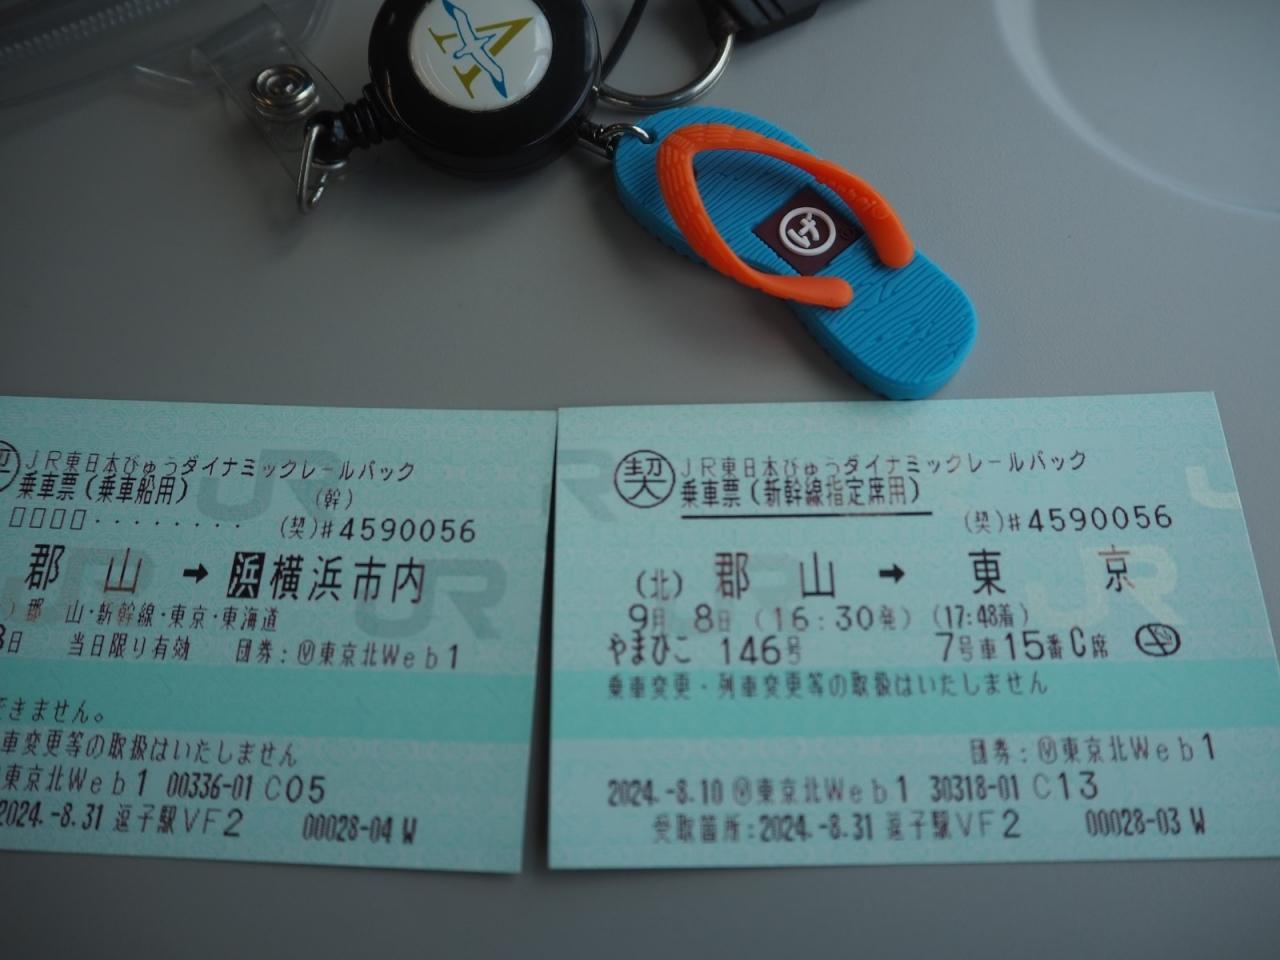 A
げ
契 JR東日本びゅうダイナミックレールパック
乗車票(乗車船用) (幹)
(契)#4590056
郡山 → 浜 横浜市内
)郡 山・新幹線・東京・東海道
8日 当日限り有効 団券:Ⓥ東京北Web1
できません。
車変更等の取扱はいたしません
東京北Web1 00336-01 C05
2024.-8.31 逗子駅VF2 00028-04 W
契 JR東日本びゅうダイナミックレールパック
乗車票(新幹線指定席用)
(契)#4590056
(北) 郡山 → 東京
9月 8日 (16:30発) (17:48着)
やまびこ 146号 7号車15番C席
乗車変更・列車変更等の取扱はいたしません
団券:Ⓥ東京北Web1
2024.-8.10 Ⓥ東京北Web1 30318-01 C13
受取箇所:2024.-8.31 逗子駅VF2 00028-03 W